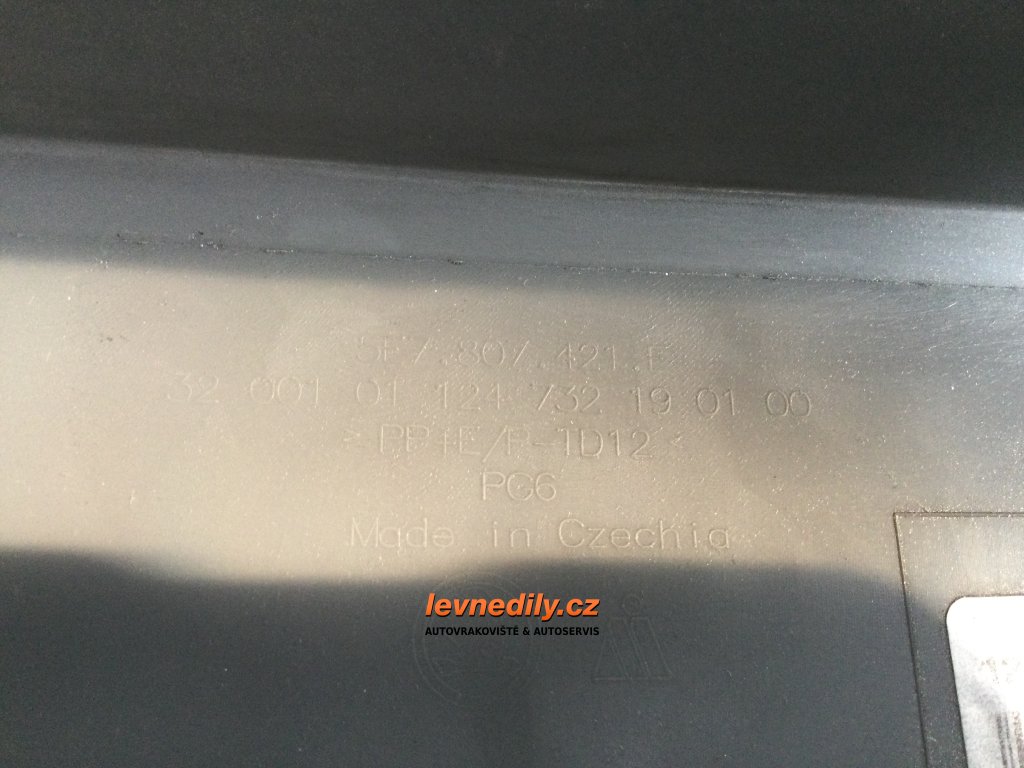 5E7.807.421.F
32 001 01 124 732 19 01 00
>PP+E/P-TD12<
PG6
Made in Czechia
levnedily.cz
AUTOVRAKOVIŠTĚ & AUTOSERVIS